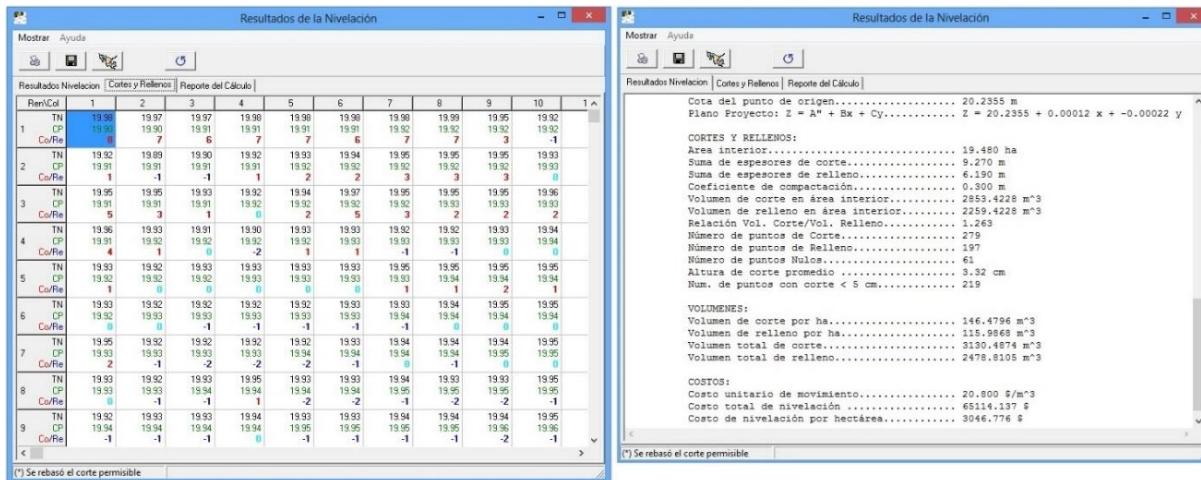 Resultados de la Nivelación
Mostrar Ayuda
Resultados Nivelacion Cortes y Rellenos Reporte del Cálculo
Ren\Col 1 2 3 4 5 6 7 8 9 10 1
TN 19.98 19.97 19.97 19.98 19.98 19.98 19.98 19.99 19.95 19.92
1 CP 19.90 19.90 19.91 19.91 19.91 19.91 19.91 19.92 19.92 19.92
Co/Re 8 7 6 7 7 6 7 7 3 -1
TN 19.92 19.89 19.90 19.92 19.93 19.94 19.95 19.95 19.95 19.93
2 CP 19.91 19.91 19.91 19.91 19.91 19.92 19.92 19.92 19.92 19.93
Co/Re 1 -1 -1 1 2 2 3 3 3 0
TN 19.95 19.95 19.93 19.92 19.94 19.97 19.95 19.95 19.95 19.96
3 CP 19.91 19.91 19.92 19.92 19.92 19.92 19.92 19.93 19.93 19.93
Co/Re 5 3 1 0 2 5 3 2 2 2
TN 19.96 19.93 19.91 19.90 19.93 19.93 19.92 19.92 19.93 19.94
4 CP 19.91 19.92 19.92 19.92 19.92 19.93 19.93 19.93 19.93 19.94
Co/Re 4 1 0 -2 1 1 -1 -1 0 0
TN 19.93 19.92 19.93 19.93 19.93 19.93 19.95 19.95 19.95 19.95
5 CP 19.92 19.92 19.92 19.93 19.93 19.93 19.93 19.94 19.94 19.94
Co/Re 1 0 0 0 0 0 1 1 2 1
TN 19.93 19.92 19.92 19.92 19.93 19.93 19.93 19.94 19.95 19.95
6 CP 19.92 19.93 19.93 19.93 19.93 19.94 19.94 19.94 19.94 19.95
Co/Re 0 0 -1 -1 -1 -1 -1 0 0 0
TN 19.95 19.92 19.92 19.92 19.92 19.93 19.94 19.94 19.95 19.95
7 CP 19.93 19.93 19.93 19.93 19.94 19.94 19.94 19.94 19.95 19.95
Co/Re 2 -1 -2 -2 -2 -1 0 -1 0 0
TN 19.93 19.92 19.93 19.95 19.93 19.93 19.94 19.93 19.93 19.95
8 CP 19.93 19.93 19.94 19.94 19.94 19.94 19.95 19.95 19.95 19.95
Co/Re 0 -1 -1 1 -2 -2 -1 -2 -2 -1
TN 19.92 19.93 19.93 19.94 19.93 19.93 19.94 19.94 19.94 19.95
9 CP 19.94 19.94 19.94 19.94 19.95 19.95 19.95 19.95 19.96 19.96
Co/Re -1 -1 -1 0 -1 -1 -1 -1 -2 -1
(*) Se rebasó el corte permisible
Resultados de la Nivelación
Mostrar Ayuda
Resultados Nivelacion Cortes y Rellenos Reporte del Cálculo
Cota del punto de origen.................... 20.2355 m
Plano Proyecto: Z = A" + Bx + Cy............ Z = 20.2355 + 0.00012 x + -0.00022 y
CORTES Y RELLENOS:
Area interior............................... 19.480 ha
Suma de espesores de corte.................. 9.270 m
Suma de espesores de relleno................ 6.190 m
Coeficiente de compactación................. 0.300 m
Volumen de corte en área interior........... 2853.4228 m^3
Volumen de relleno en área interior......... 2259.4228 m^3
Relación Vol. Corte/Vol. Relleno............ 1.263
Número de puntos de Corte................... 279
Número de puntos de Relleno................. 197
Número de puntos Nulos...................... 61
Altura de corte promedio ................... 3.32 cm
Num. de puntos con corte < 5 cm............. 219
VOLUMENES:
Volumen de corte por ha..................... 146.4796 m^3
Volumen de relleno por ha................... 115.9868 m^3
Volumen total de corte...................... 3130.4874 m^3
Volumen total de relleno.................... 2478.8105 m^3
COSTOS:
Costo unitario de movimiento................ 20.800 $/m^3
Costo total de nivelación .................. 65114.137 $
Costo de nivelación por hectárea............ 3046.776 $
(*) Se rebasó el corte permisible